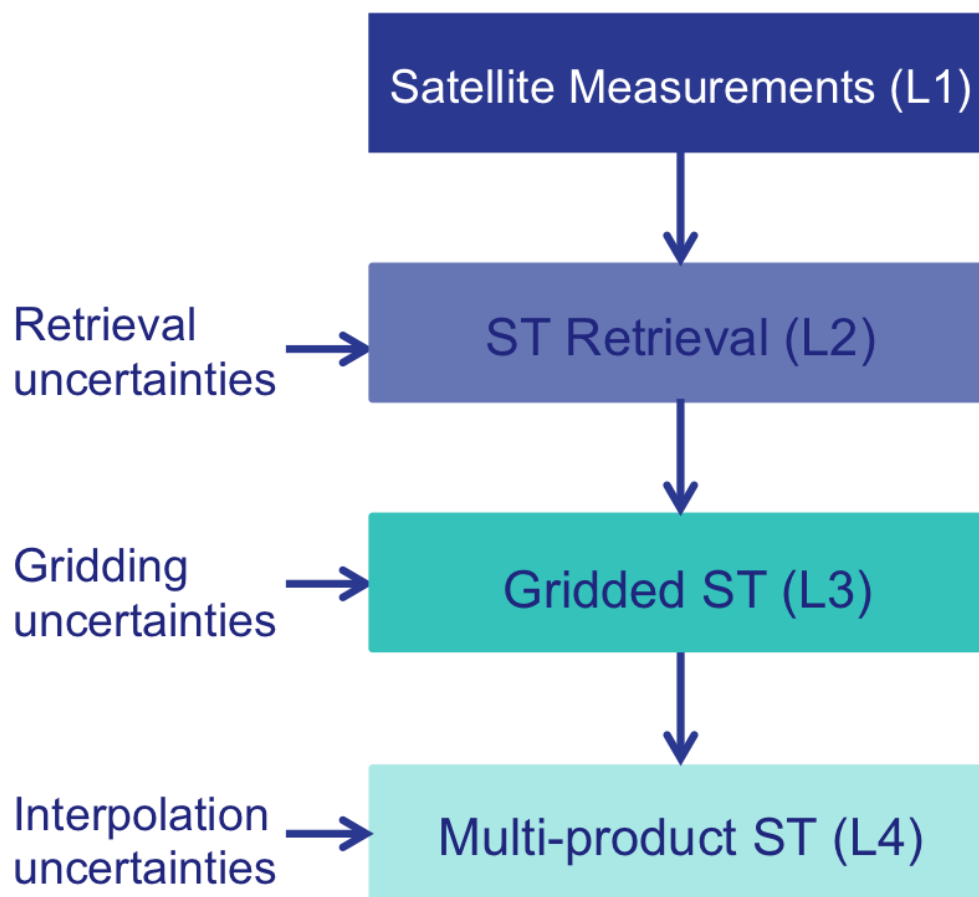 Satellite Measurements (L1)
Retrieval
uncertainties
ST Retrieval (L2)
Gridding
uncertainties
Gridded ST (L3)
Interpolation
uncertainties
Multi-product ST (L4)